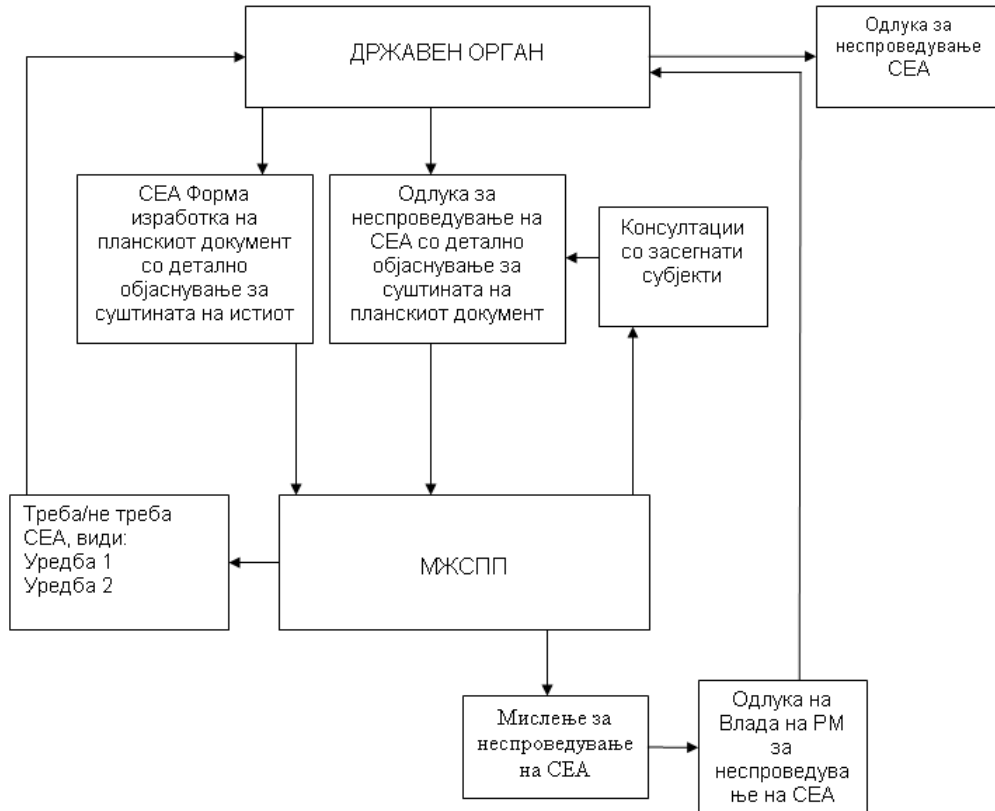 ДРЖАВЕН ОРГАН
Одлука за
неспроведување
СЕА
СЕА Форма
изработка на
планскиот документ
со детално
објаснување за
суштината на истиот
Одлука за
неспроведување на
СЕА со детално
објаснување за
суштината на
планскиот документ
Консултации
со засегнати
субјекти
Треба/не треба
СЕА, види:
Уредба 1
Уредба 2
МЖСПП
Мислење за
неспроведување
на СЕА
Одлука на
Влада на РМ
за
неспроведува
ње на СЕА